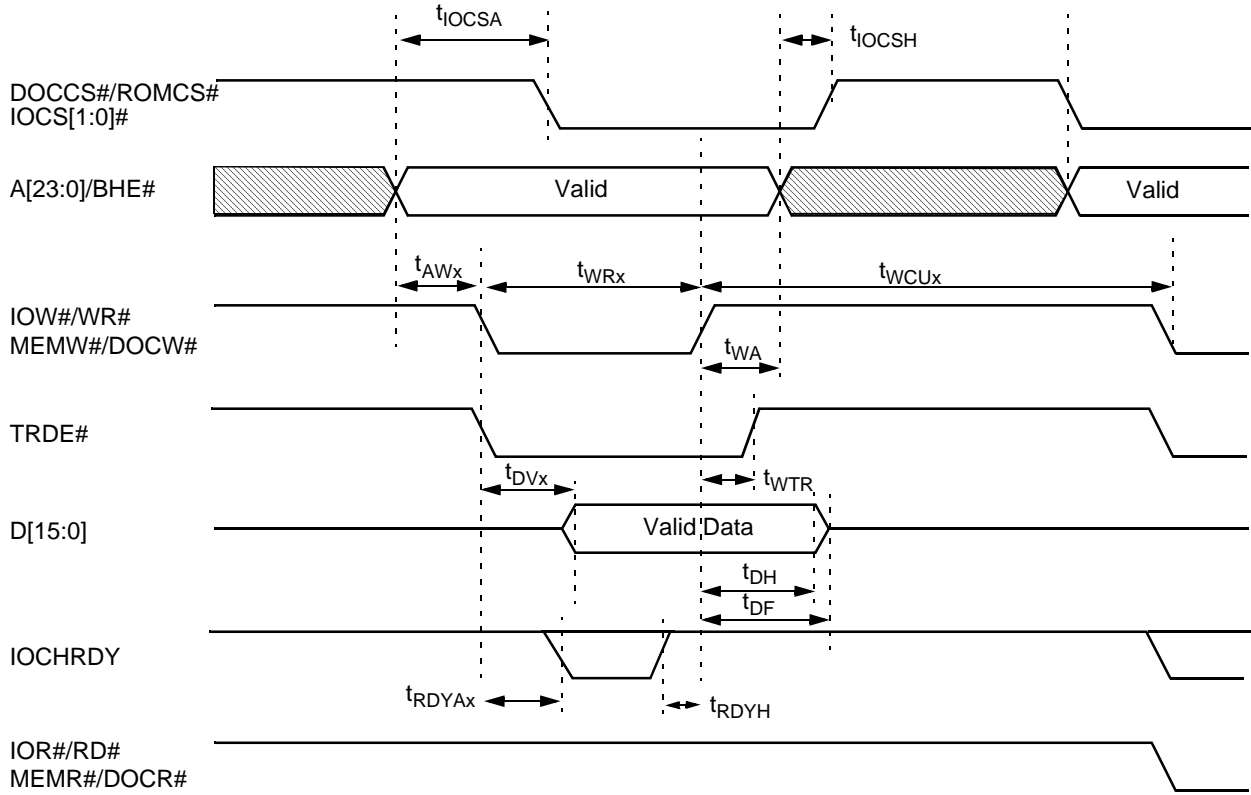 tIOCSA
tIOCSH
DOCCS#/ROMCS#
IOCS[1:0]#
A[23:0]/BHE#
Valid
Valid
tAWx
tWRx
tWCUx
IOW#/WR#
MEMW#/DOCW#
tWA
TRDE#
tDVx
tWTR
D[15:0]
Valid Data
tDH
tDF
IOCHRDY
tRDYAx
tRDYH
IOR#/RD#
MEMR#/DOCR#